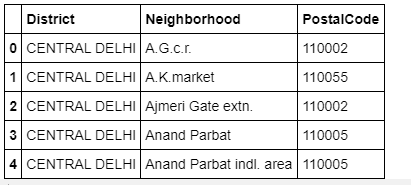 District Neighborhood PostalCode
0 CENTRAL DELHI A.G.c.r. 110002
1 CENTRAL DELHI A.K.market 110055
2 CENTRAL DELHI Ajmeri Gate extn. 110002
3 CENTRAL DELHI Anand Parbat 110005
4 CENTRAL DELHI Anand Parbat indl. area 110005